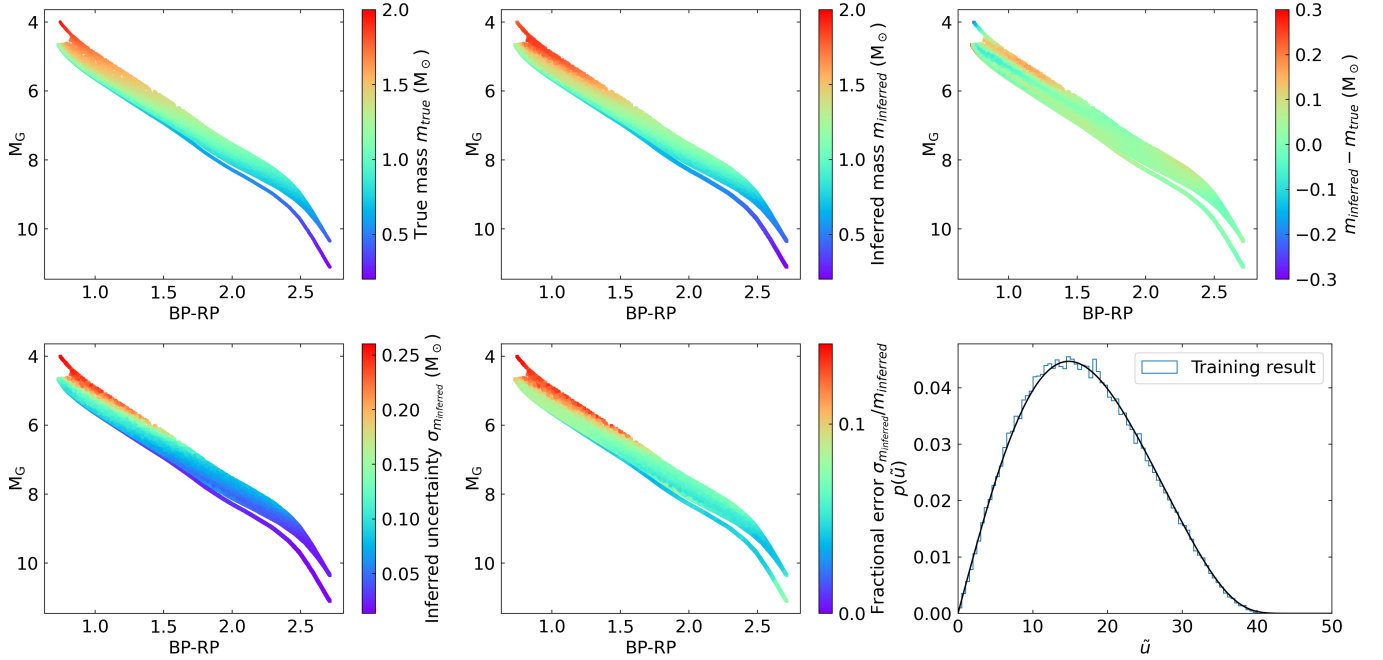 4
6
8
10
M_G
1.0 1.5 2.0 2.5
BP-RP
2.0
1.5
1.0
0.5
True mass m_true (M_⊙)
4
6
8
10
M_G
1.0 1.5 2.0 2.5
BP-RP
2.0
1.5
1.0
0.5
Inferred mass m_inferred (M_⊙)
4
6
8
10
M_G
1.0 1.5 2.0 2.5
BP-RP
0.3
0.2
0.1
0.0
−0.1
−0.2
−0.3
m_inferred − m_true (M_⊙)
4
6
8
10
M_G
1.0 1.5 2.0 2.5
BP-RP
0.25
0.20
0.15
0.10
0.05
Inferred uncertainty σ_m_inferred (M_⊙)
4
6
8
10
M_G
1.0 1.5 2.0 2.5
BP-RP
0.1
0.0
Fractional error σ_m_inferred/m_inferred
p(ũ)
0.04
0.03
0.02
0.01
0.00
Training result
0 10 20 30 40 50
ũ